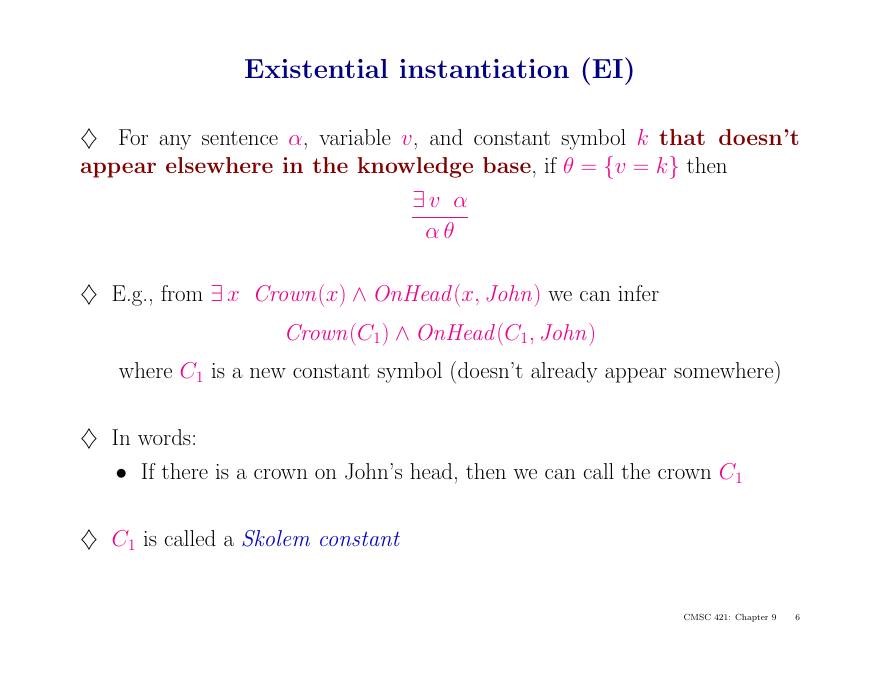 Existential instantiation (EI)
♢ For any sentence α, variable v, and constant symbol k that doesn't
appear elsewhere in the knowledge base, if θ = {v = k} then
∃ v α
α θ
♢ E.g., from ∃ x Crown(x) ∧ OnHead(x, John) we can infer
Crown(C₁) ∧ OnHead(C₁, John)
where C₁ is a new constant symbol (doesn't already appear somewhere)
♢ In words:
• If there is a crown on John's head, then we can call the crown C₁
♢ C₁ is called a Skolem constant
CMSC 421: Chapter 9 6